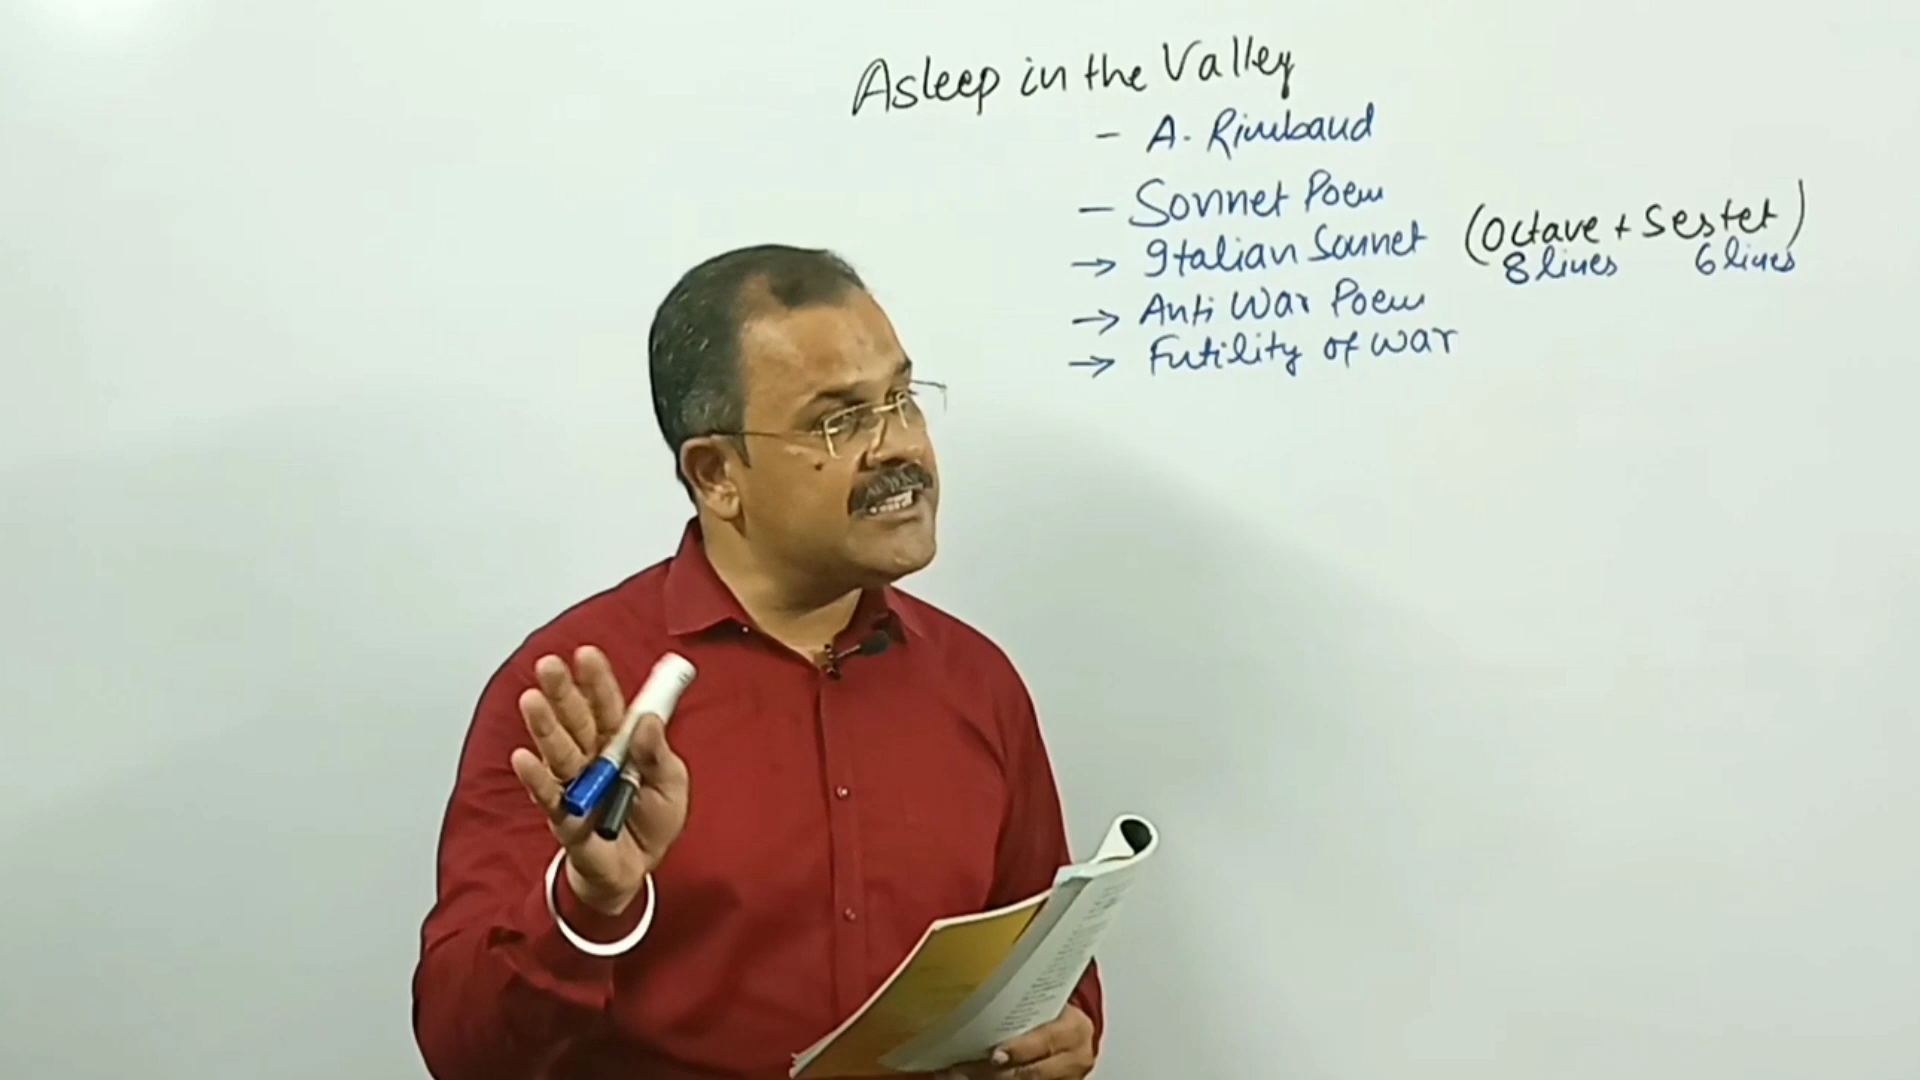 Asleep in the Valley
- A. Rimbaud
- Sonnet Poem
→ Italian Sonnet (Octave + Sestet)
8 lines 6 lines
→ Anti War Poem
→ Futility of war